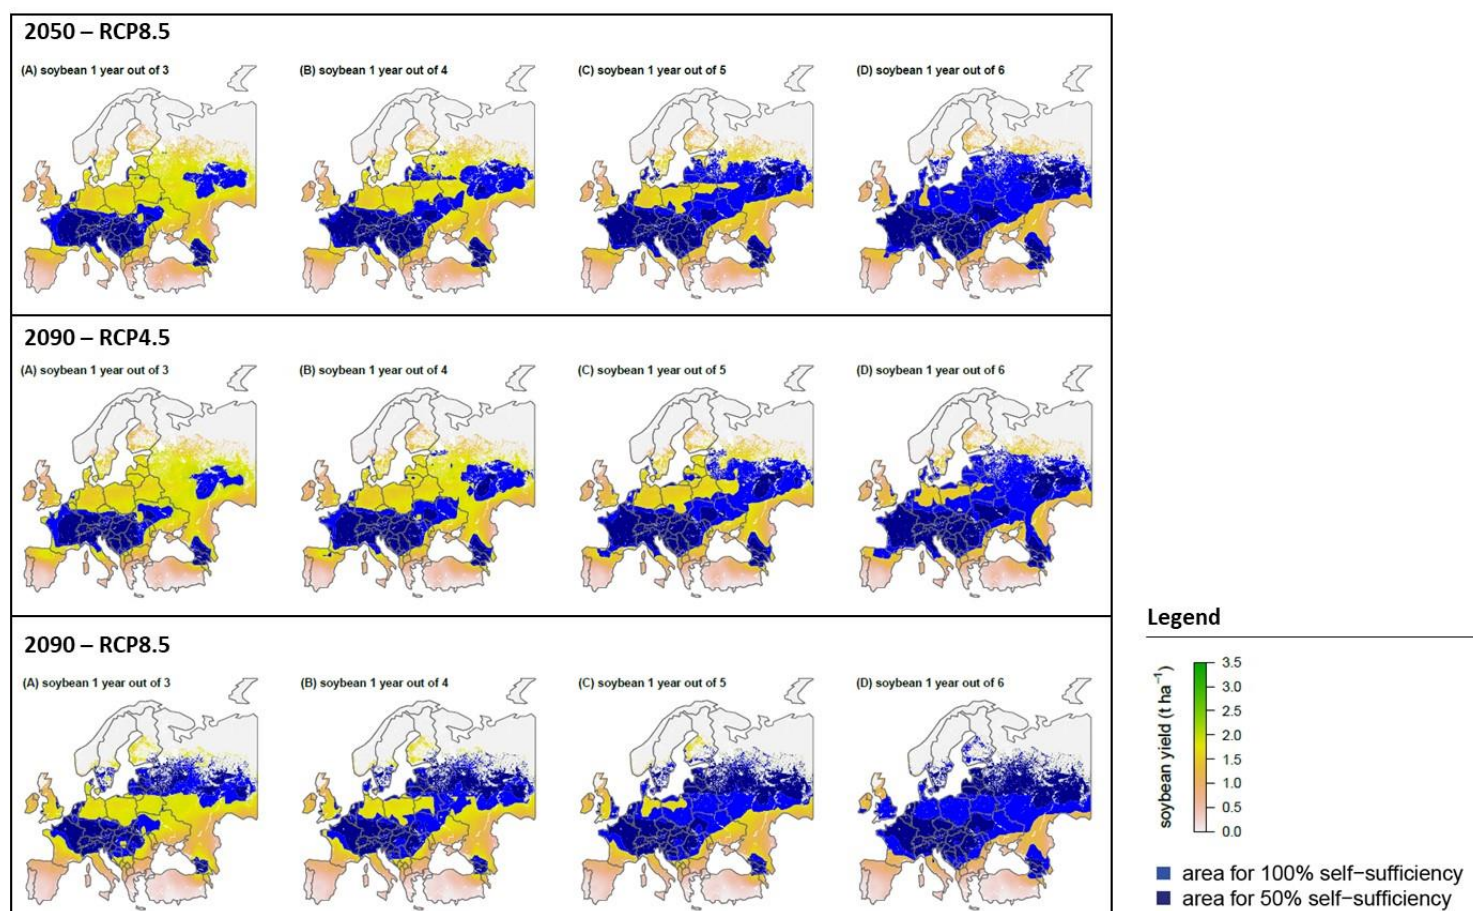 2050 – RCP8.5
(A) soybean 1 year out of 3
(B) soybean 1 year out of 4
(C) soybean 1 year out of 5
(D) soybean 1 year out of 6
2090 – RCP4.5
(A) soybean 1 year out of 3
(B) soybean 1 year out of 4
(C) soybean 1 year out of 5
(D) soybean 1 year out of 6
2090 – RCP8.5
(A) soybean 1 year out of 3
(B) soybean 1 year out of 4
(C) soybean 1 year out of 5
(D) soybean 1 year out of 6
Legend
soybean yield (t ha⁻¹)
3.5
3.0
2.5
2.0
1.5
1.0
0.5
0.0
area for 100% self−sufficiency
area for 50% self−sufficiency